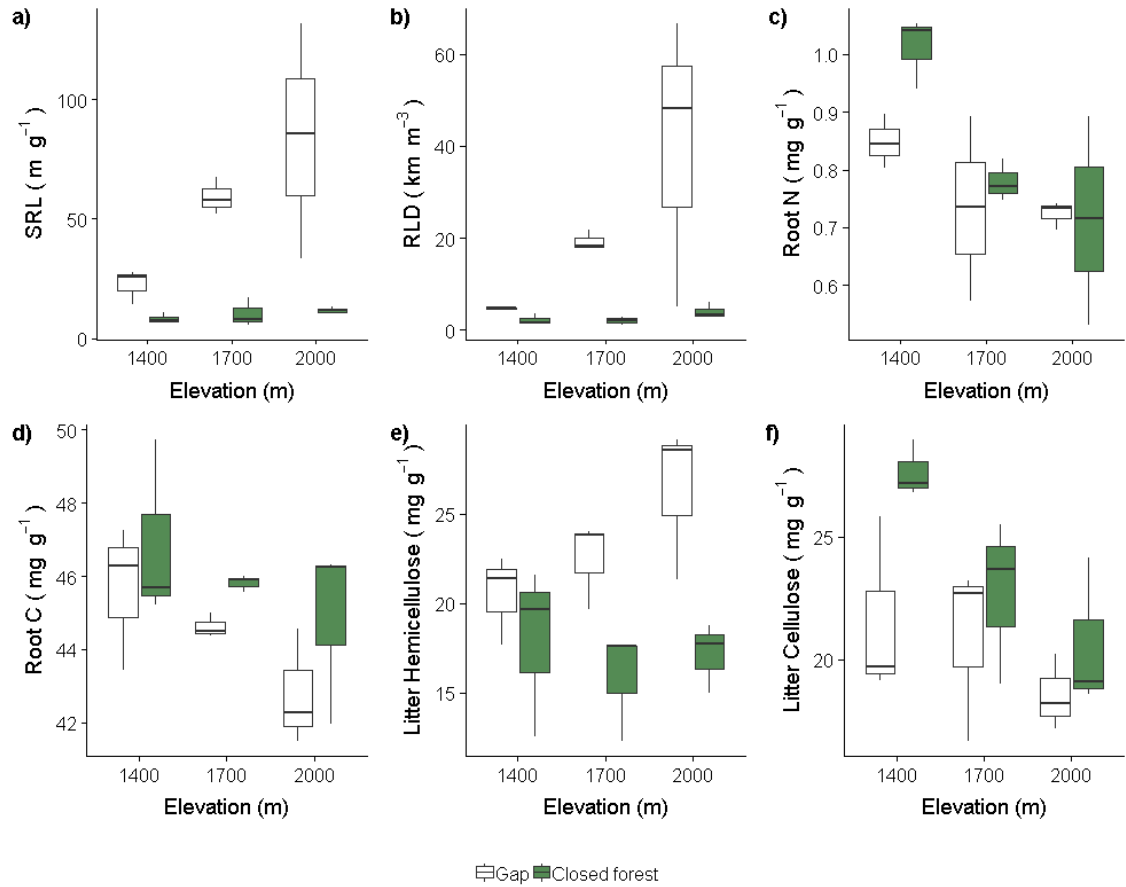 a)
SRL ( m g⁻¹ )
100
50
0
1400 1700 2000
Elevation (m)
b)
RLD ( km m⁻³ )
60
40
20
0
1400 1700 2000
Elevation (m)
c)
Root N ( mg g⁻¹ )
1.0
0.9
0.8
0.7
0.6
1400 1700 2000
Elevation (m)
d)
Root C ( mg g⁻¹ )
50
48
46
44
42
1400 1700 2000
Elevation (m)
e)
Litter Hemicellulose ( mg g⁻¹ )
25
20
15
1400 1700 2000
Elevation (m)
f)
Litter Cellulose ( mg g⁻¹ )
25
20
1400 1700 2000
Elevation (m)
Gap Closed forest